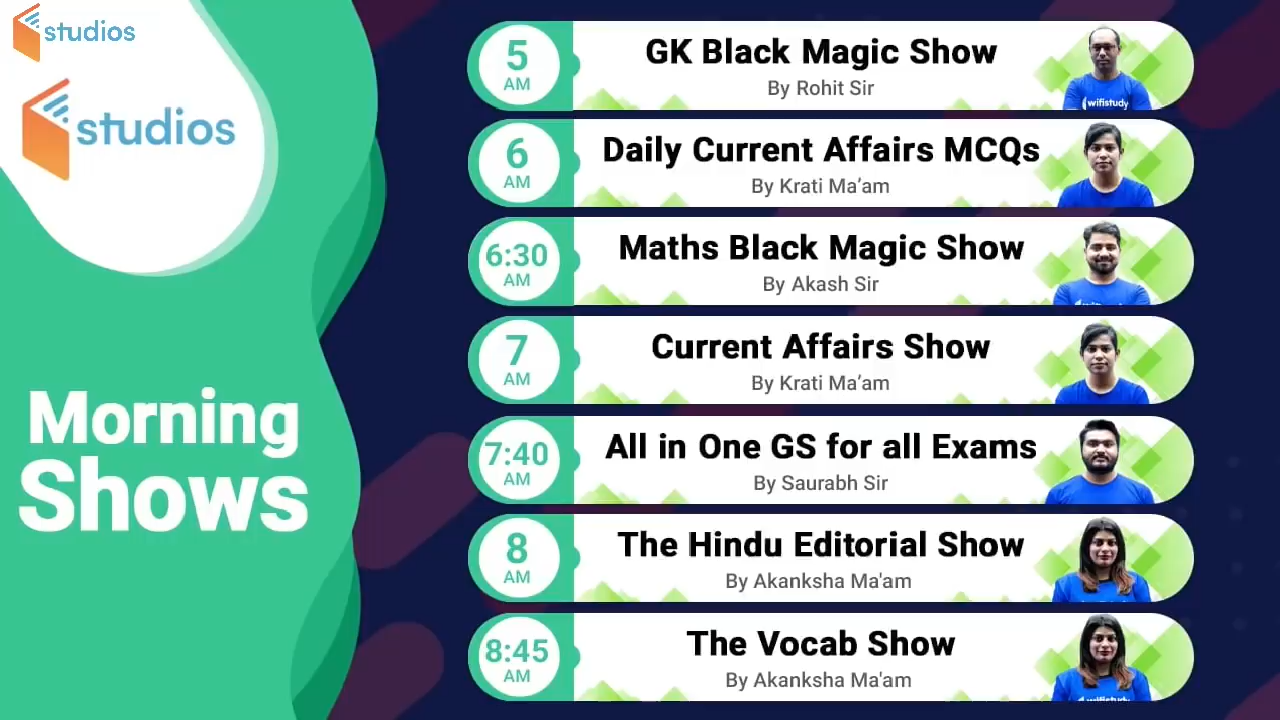 studios
studios
Morning
Shows
5
AM
GK Black Magic Show
By Rohit Sir
wifistudy
6
AM
Daily Current Affairs MCQs
By Krati Ma’am
6:30
AM
Maths Black Magic Show
By Akash Sir
7
AM
Current Affairs Show
By Krati Ma’am
7:40
AM
All in One GS for all Exams
By Saurabh Sir
8
AM
The Hindu Editorial Show
By Akanksha Ma'am
8:45
AM
The Vocab Show
By Akanksha Ma'am
wifistudy